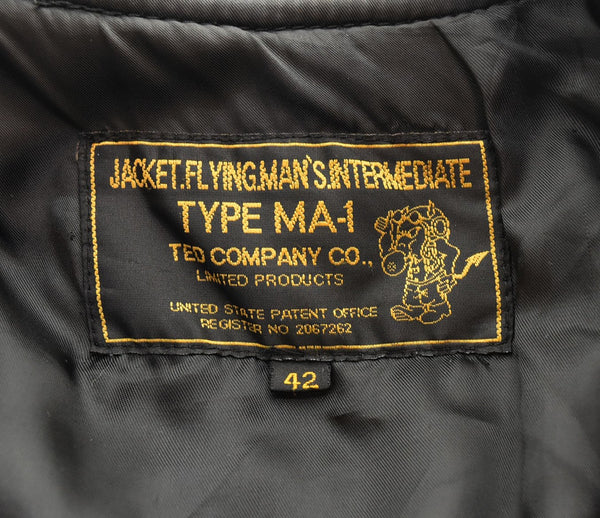 JACKET.FLYING.MAN'S.INTERMEDIATE
TYPE MA-1
TED COMPANY CO.,
LIMITED PRODUCTS
UNITED STATE PATENT OFFICE
REGISTER NO 2067262
42